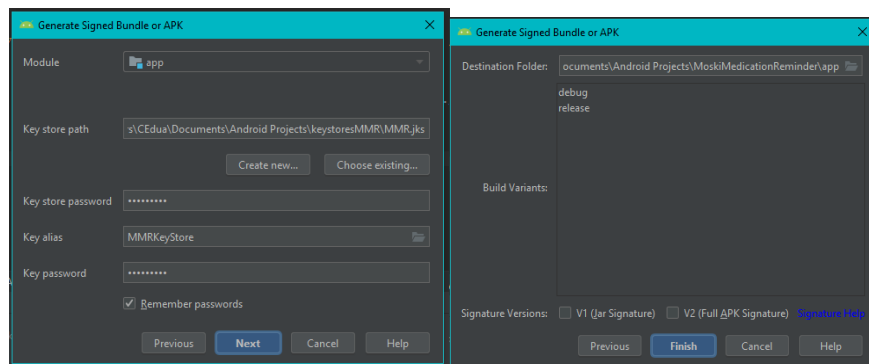 Generate Signed Bundle or APK
Module
app
Key store path
s\CEdua\Documents\Android Projects\keystoresMMR\MMR.jks
Create new...
Choose existing...
Key store password
•••••••••
Key alias
MMRKeyStore
Key password
•••••••••
Remember passwords
Previous
Next
Cancel
Help
Generate Signed Bundle or APK
Destination Folder:
ocuments\Android Projects\MoskiMedicationReminder\app
debug
release
Build Variants:
Signature Versions:
V1 (Jar Signature)
V2 (Full APK Signature)
Signature Help
Previous
Finish
Cancel
Help